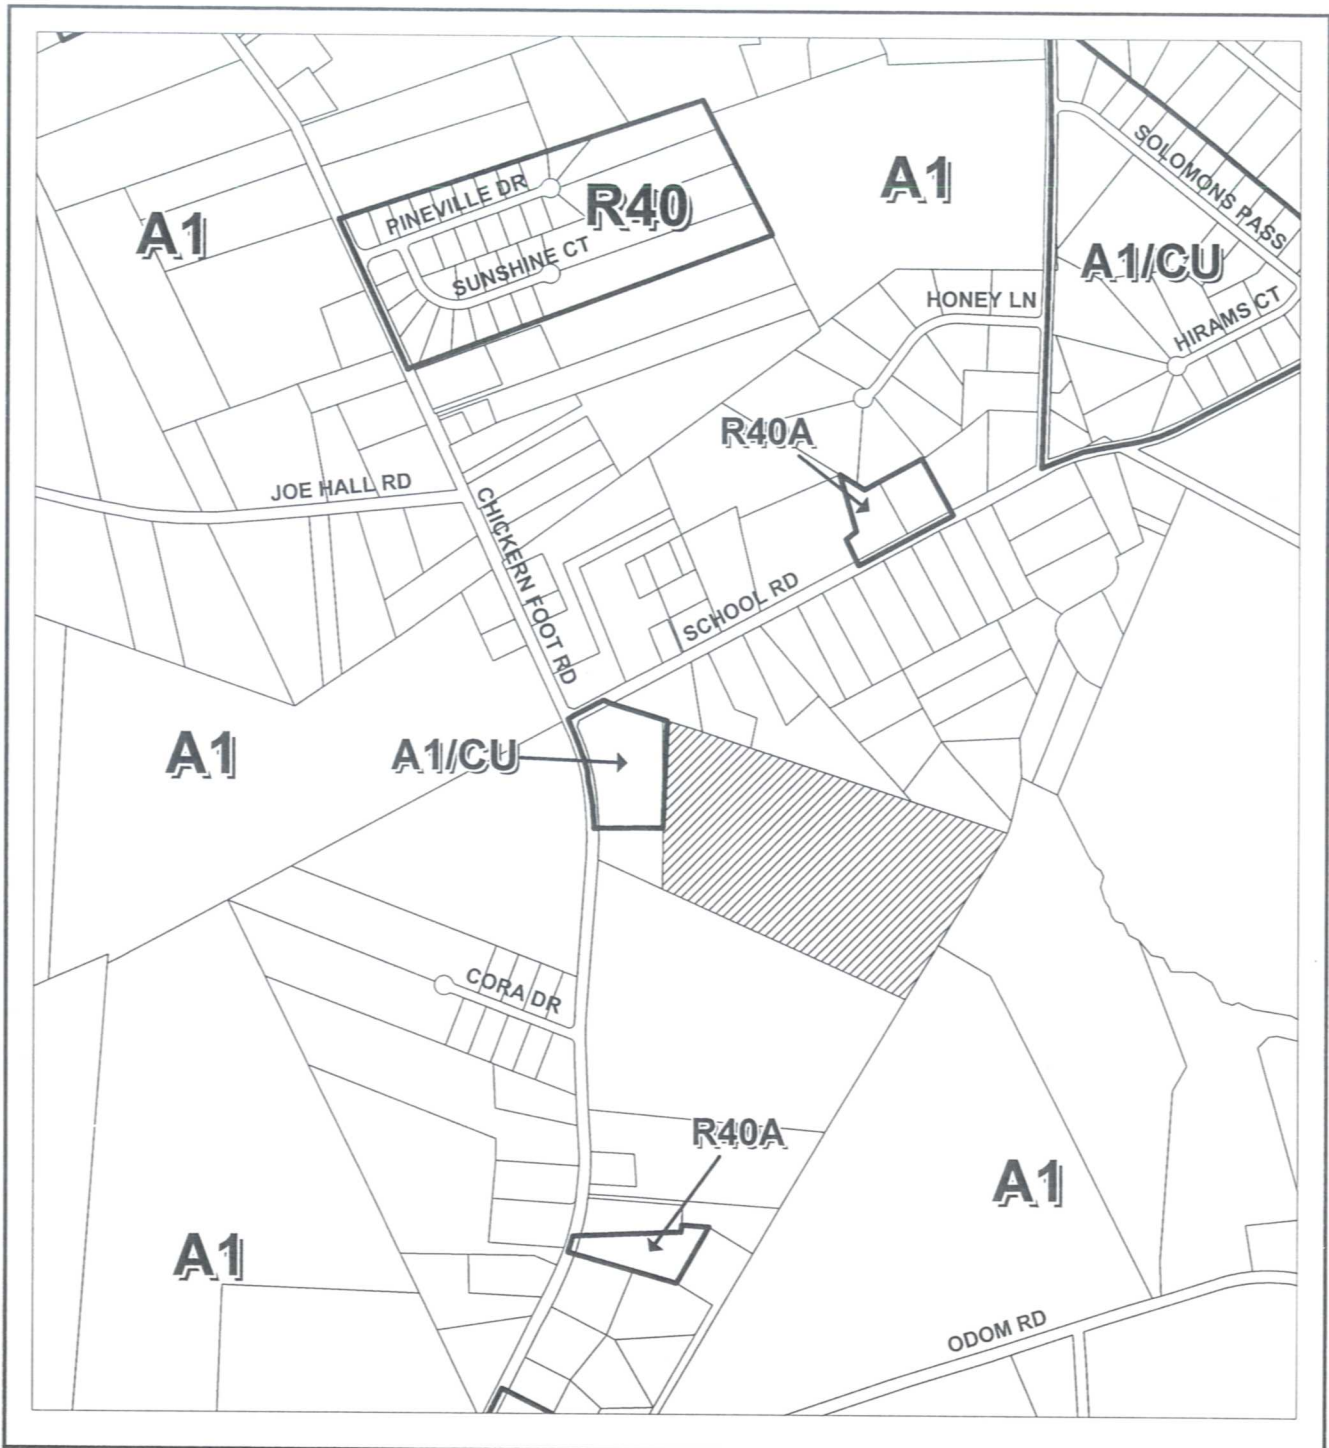 SOLOMONS PASS
A1
PINEVILLE DR
R40
A1
SUNSHINE CT
A1/CU
HONEY LN
HIRAMS CT
R40A
JOE HALL RD
CHICKERN FOOT RD
SCHOOL RD
A1
A1/CU
CORA DR
R40A
A1
A1
ODOM RD